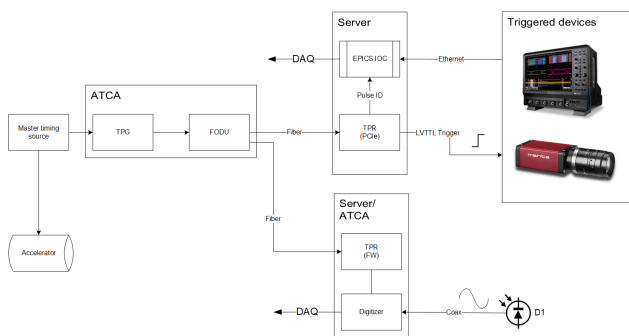 Server
Triggered devices
DAQ
EPICS IOC
Ethernet
Pulse ID
ATCA
Master timing
source
TPG
FODU
Fiber
TPR
(PCIe)
LVTTL Trigger
manta
Fiber
Server/
ATCA
Accelerator
TPR
(FW)
DAQ
Digitizer
Coax
D1